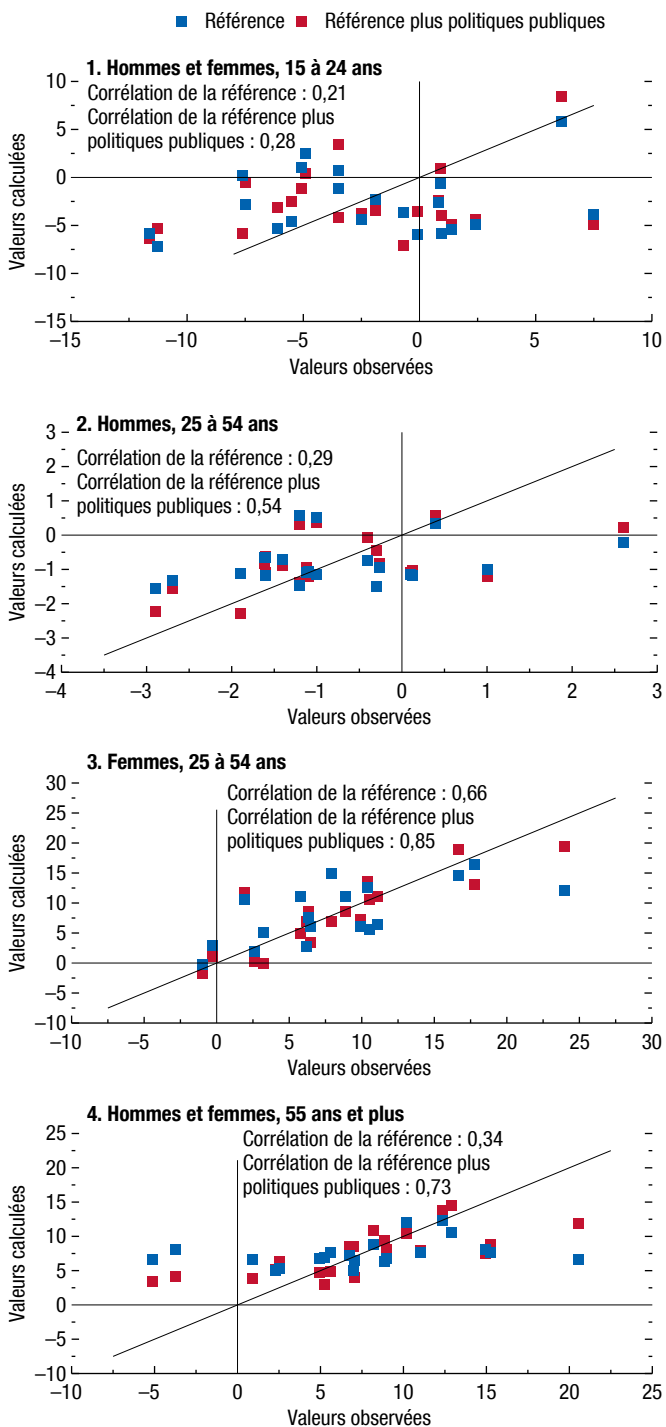 Référence Référence plus politiques publiques
1. Hommes et femmes, 15 à 24 ans
Corrélation de la référence : 0,21
Corrélation de la référence plus
politiques publiques : 0,28
Valeurs calculées
10
5
0
–5
–10
–15
–15 –10 –5 0 5 10
Valeurs observées
2. Hommes, 25 à 54 ans
Corrélation de la référence : 0,29
Corrélation de la référence plus
politiques publiques : 0,54
Valeurs calculées
3
2
1
0
–1
–2
–3
–4
–4 –3 –2 –1 0 1 2 3
Valeurs observées
3. Femmes, 25 à 54 ans
Corrélation de la référence : 0,66
Corrélation de la référence plus
politiques publiques : 0,85
Valeurs calculées
30
25
20
15
10
5
0
–5
–10
–10 –5 0 5 10 15 20 25 30
Valeurs observées
4. Hommes et femmes, 55 ans et plus
Corrélation de la référence : 0,34
Corrélation de la référence plus
politiques publiques : 0,73
Valeurs calculées
25
20
15
10
5
0
–5
–10
–10 –5 0 5 10 15 20 25
Valeurs observées